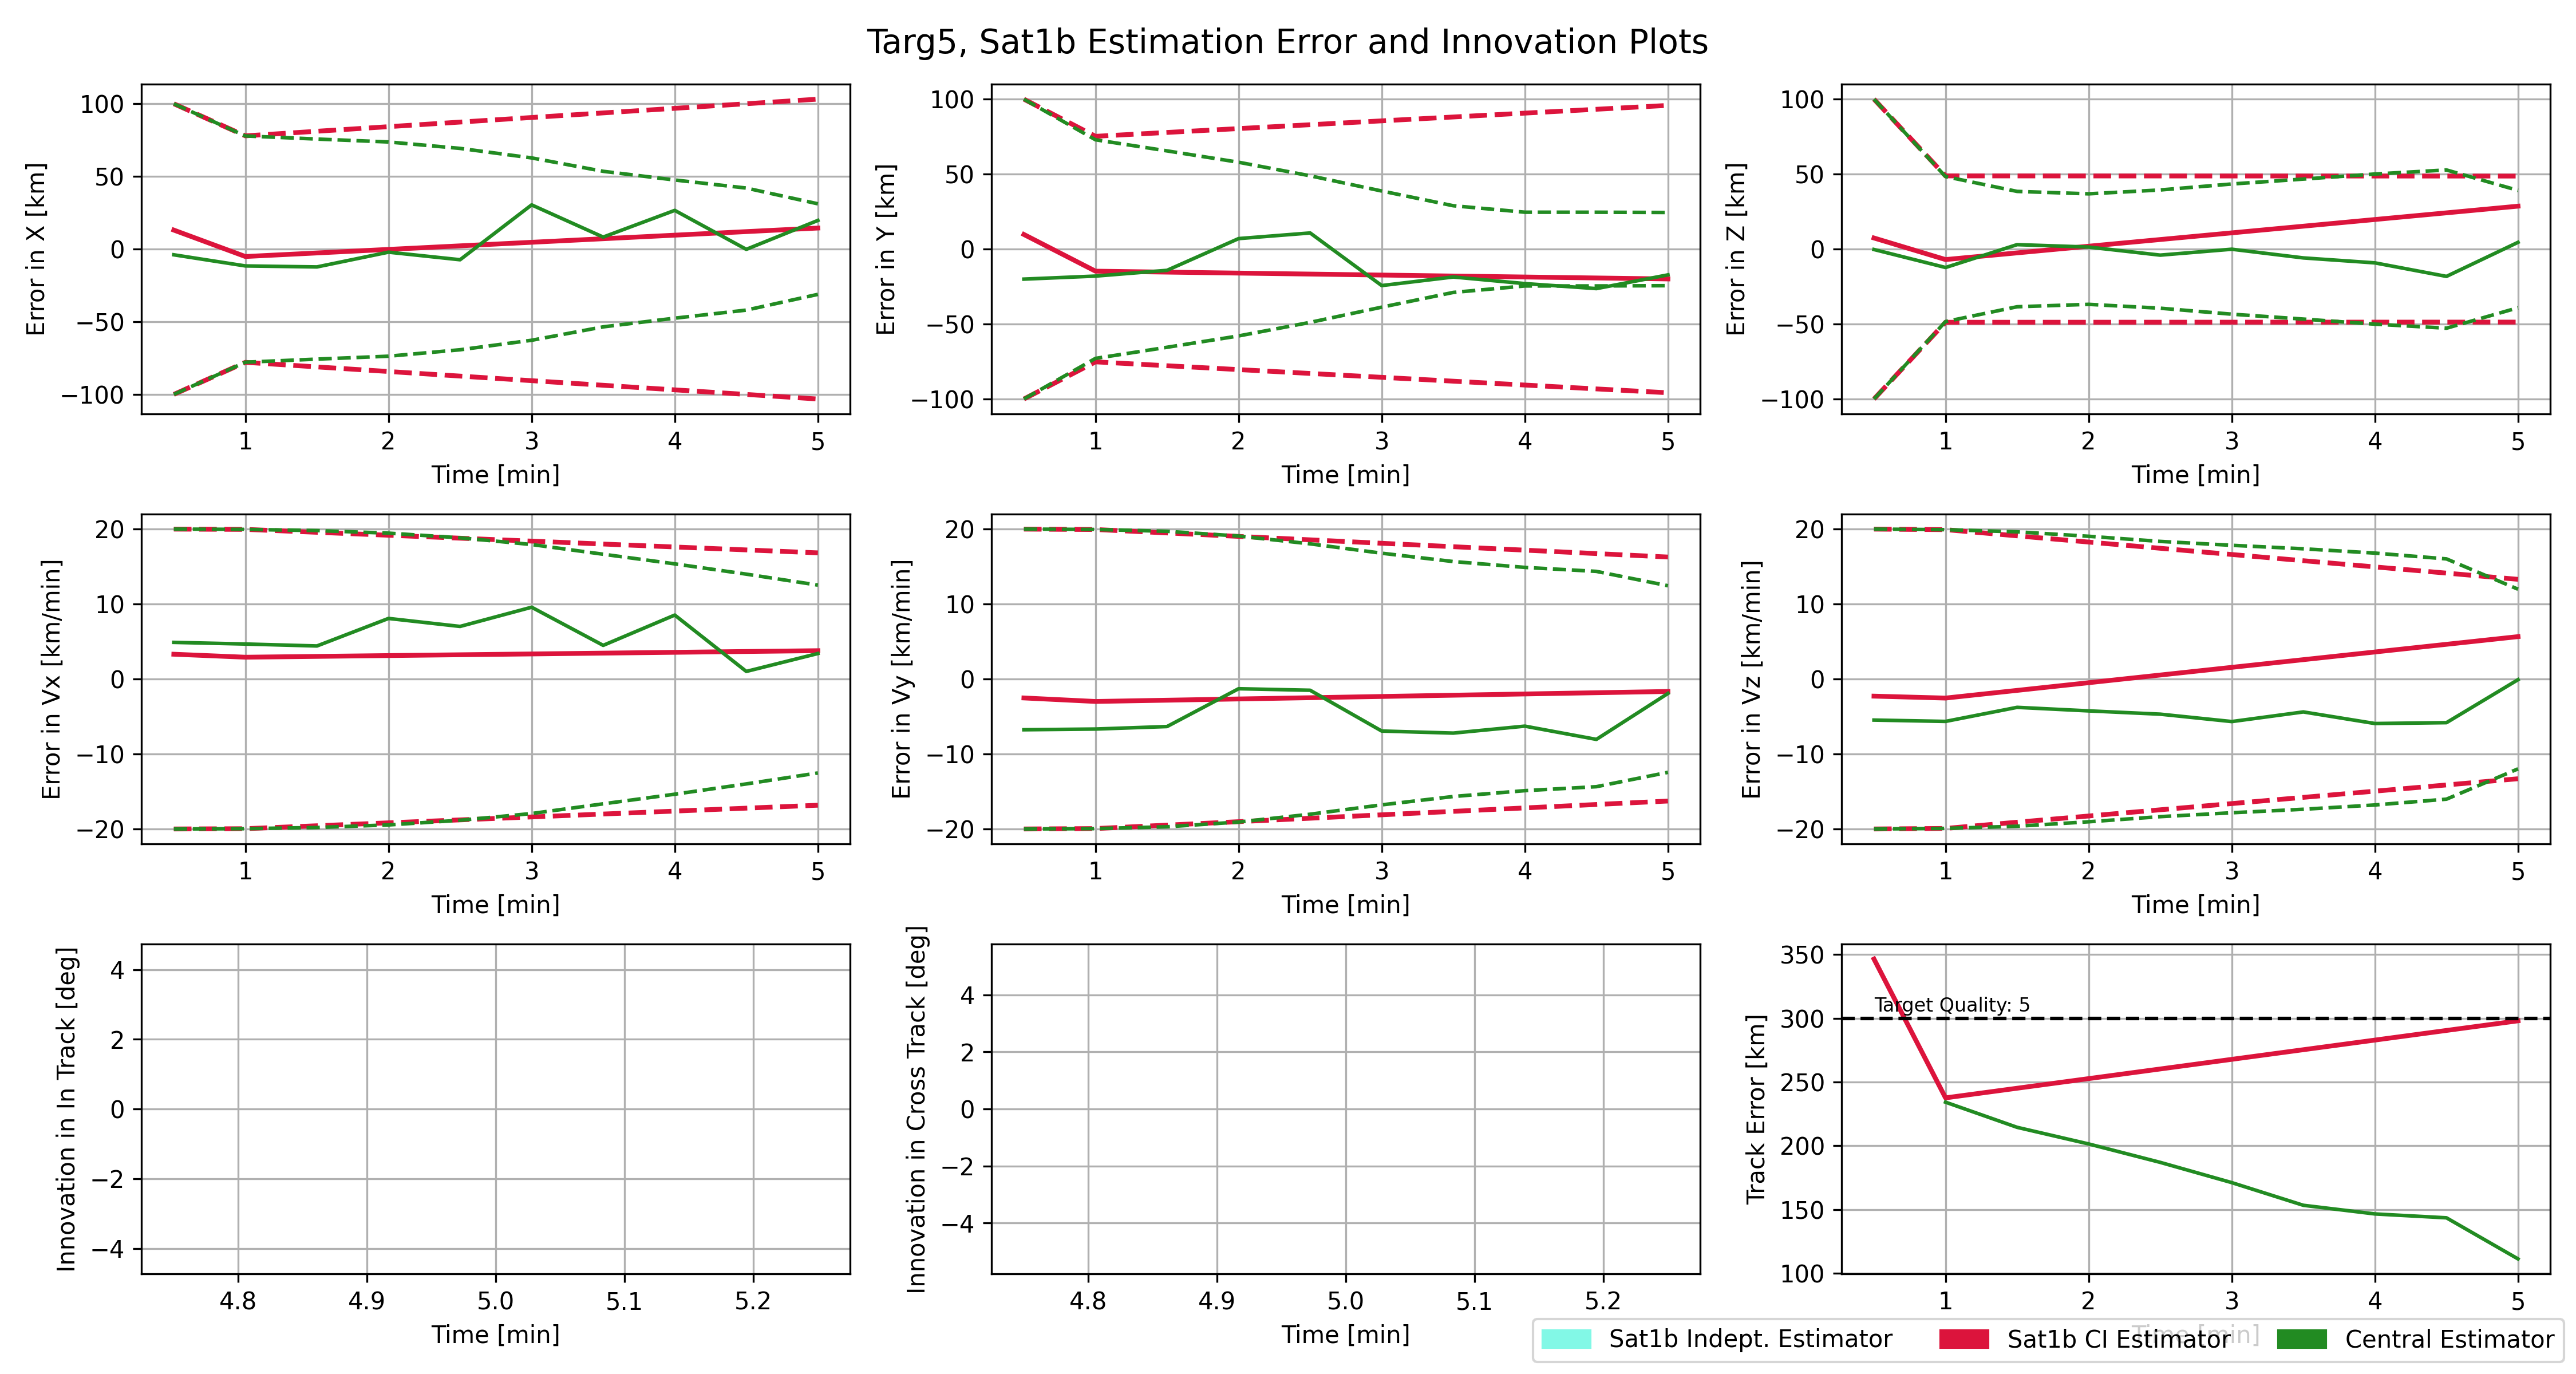 Targ5, Sat1b Estimation Error and Innovation Plots
Error in X [km]
100
50
0
−50
−100
1 2 3 4 5
Time [min]
Error in Y [km]
100
50
0
−50
−100
1 2 3 4 5
Time [min]
Error in Z [km]
100
50
0
−50
−100
1 2 3 4 5
Time [min]
Error in Vx [km/min]
20
10
0
−10
−20
1 2 3 4 5
Time [min]
Error in Vy [km/min]
20
10
0
−10
−20
1 2 3 4 5
Time [min]
Error in Vz [km/min]
20
10
0
−10
−20
1 2 3 4 5
Time [min]
Innovation in In Track [deg]
4
2
0
−2
−4
4.8 4.9 5.0 5.1 5.2
Time [min]
Innovation in Cross Track [deg]
4
2
0
−2
−4
4.8 4.9 5.0 5.1 5.2
Time [min]
Track Error [km]
350
300
250
200
150
100
Target Quality: 5
1 2 3 4 5
Time [min]
Sat1b Indept. Estimator Sat1b CI Estimator Central Estimator